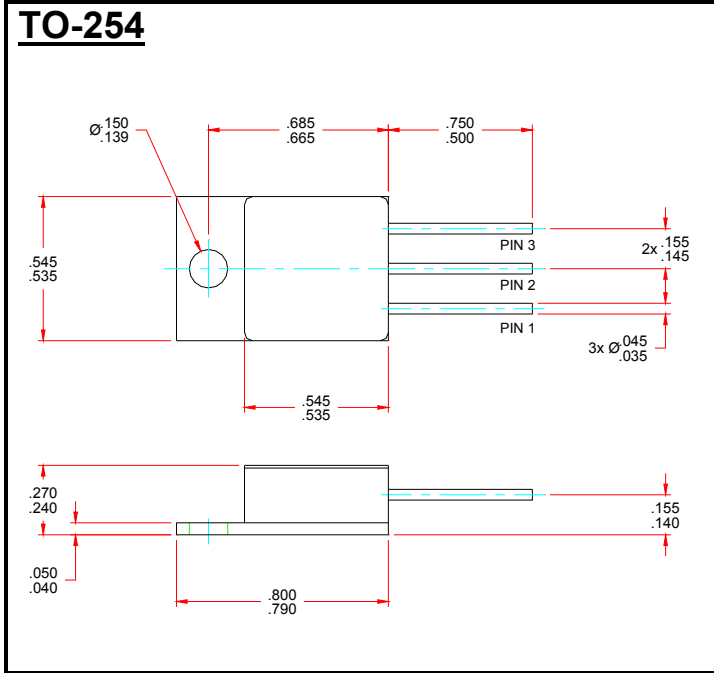 TO-254
Ø.150
.139
.685
.665
.750
.500
.545
.535
PIN 3
2x .155
.145
PIN 2
PIN 1
3x Ø.045
.035
.545
.535
.270
.240
.155
.140
.050
.040
.800
.790